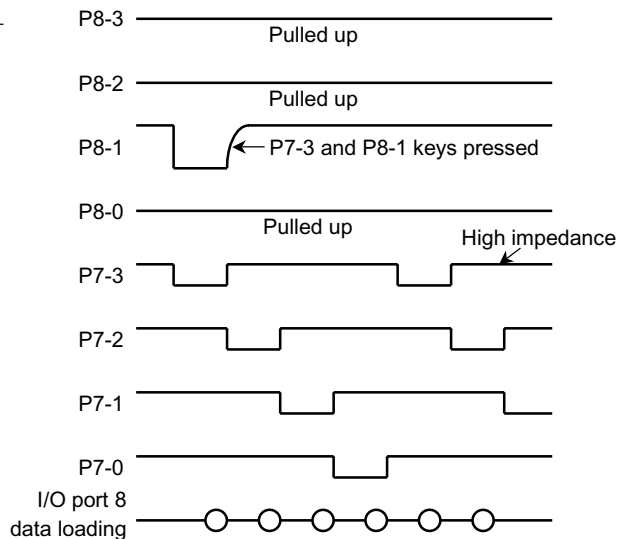 P8-3
Pulled up
P8-2
Pulled up
P8-1
P7-3 and P8-1 keys pressed
P8-0
Pulled up
High impedance
P7-3
P7-2
P7-1
P7-0
I/O port 8
data loading